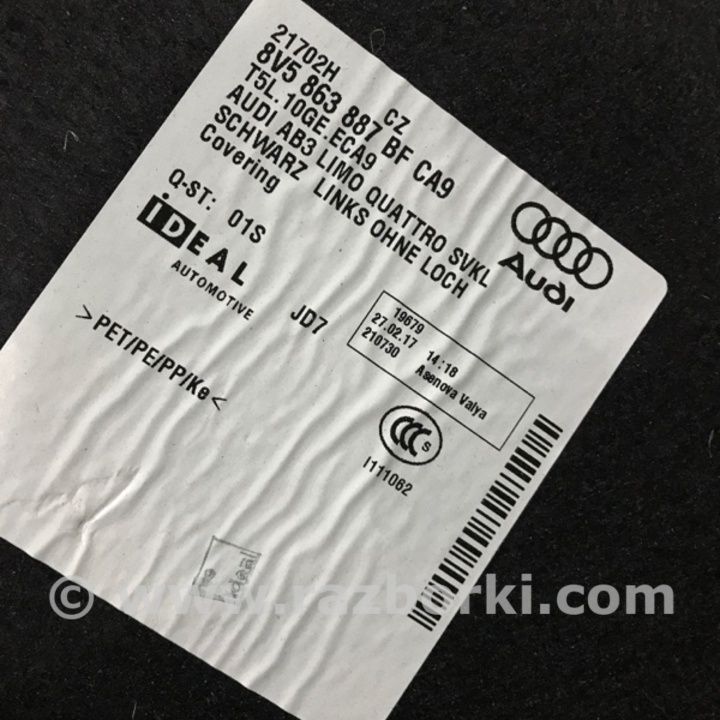 21702H CZ
8V5 863 887 BF CA9
T5L.10GE.ECA9
AUDI AB3 LIMO QUATTRO SVKL
SCHWARZ LINKS OHNE LOCH
Covering
Q-ST: 01S
iDEAL
AUTOMOTIVE
JD7
>PET/PE/PP/Ke<
Audi
19679
27.02.17 14:18
210730 Asenova Valya
CCC S
I111062
ideal
© www.razborki.com